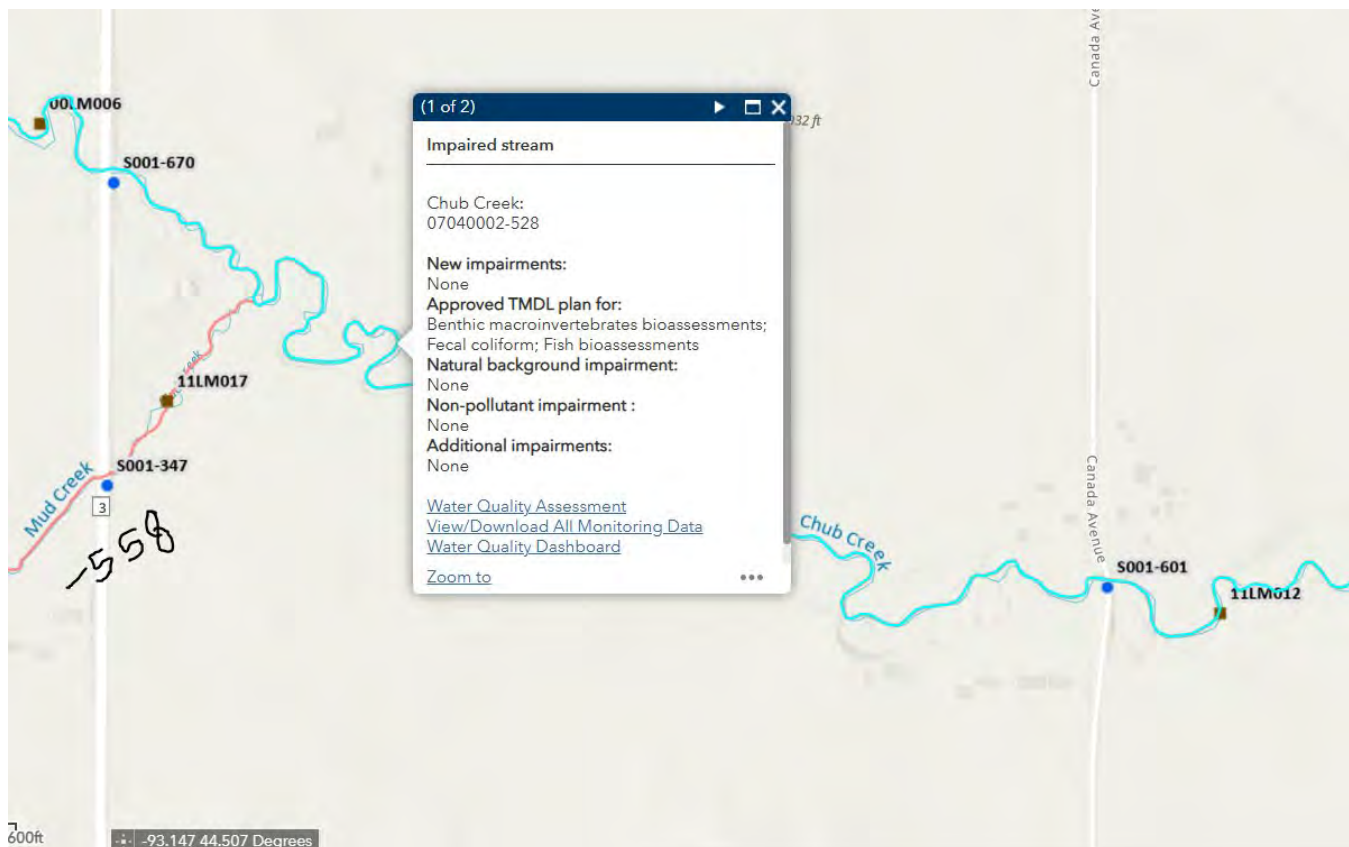 Canada Ave
00LM006
(1 of 2)
932 ft
Impaired stream
S001-670
Chub Creek:
07040002-528
New impairments:
None
Approved TMDL plan for:
Benthic macroinvertebrates bioassessments;
Fecal coliform; Fish bioassessments
Natural background impairment:
None
11LM017
Non-pollutant impairment :
None
Additional impairments:
None
S001-347
Mud Creek
3
-558
Water Quality Assessment
View/Download All Monitoring Data
Water Quality Dashboard
Zoom to
Canada Avenue
Chub Creek
S001-601
11LM012
600ft
-93.147 44.507 Degrees